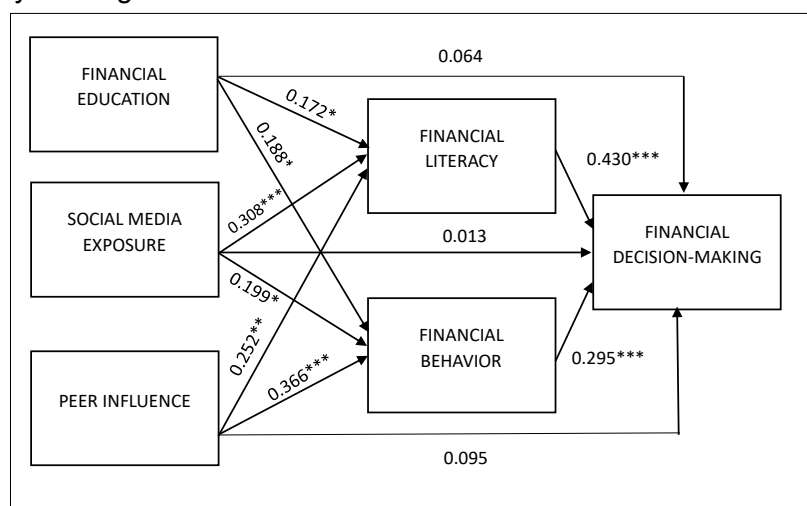 FINANCIAL
EDUCATION
0.064
0.172*
0.188*
FINANCIAL
LITERACY
0.430***
SOCIAL MEDIA
EXPOSURE
0.308***
0.013
0.199*
FINANCIAL
DECISION-MAKING
FINANCIAL
BEHAVIOR
0.295***
0.252**
0.366***
PEER INFLUENCE
0.095